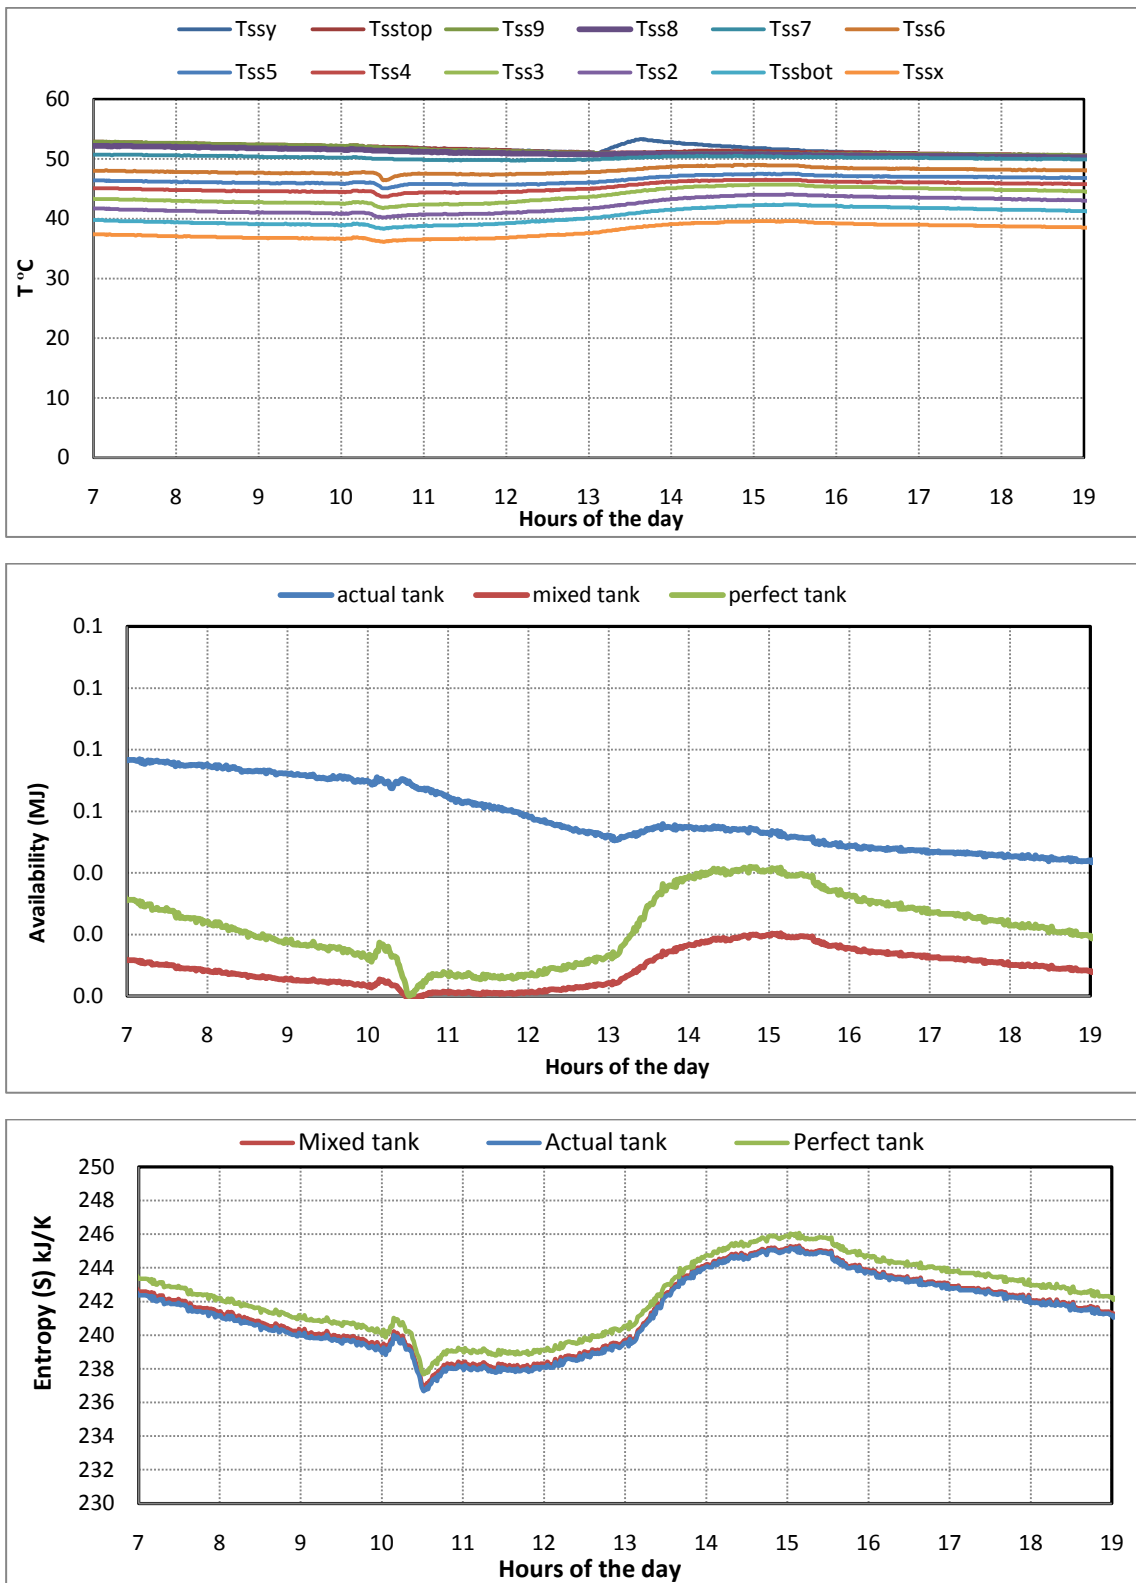 Tssy Tsstop Tss9 Tss8 Tss7 Tss6
Tss5 Tss4 Tss3 Tss2 Tssbot Tssx
60
50
40
30
20
10
0
T °C
7 8 9 10 11 12 13 14 15 16 17 18 19
Hours of the day
actual tank mixed tank perfect tank
0.1
0.1
0.1
0.1
0.0
0.0
0.0
Availability (MJ)
7 8 9 10 11 12 13 14 15 16 17 18 19
Hours of the day
Mixed tank Actual tank Perfect tank
250
248
246
244
242
240
238
236
234
232
230
Entropy (S) kJ/K
7 8 9 10 11 12 13 14 15 16 17 18 19
Hours of the day